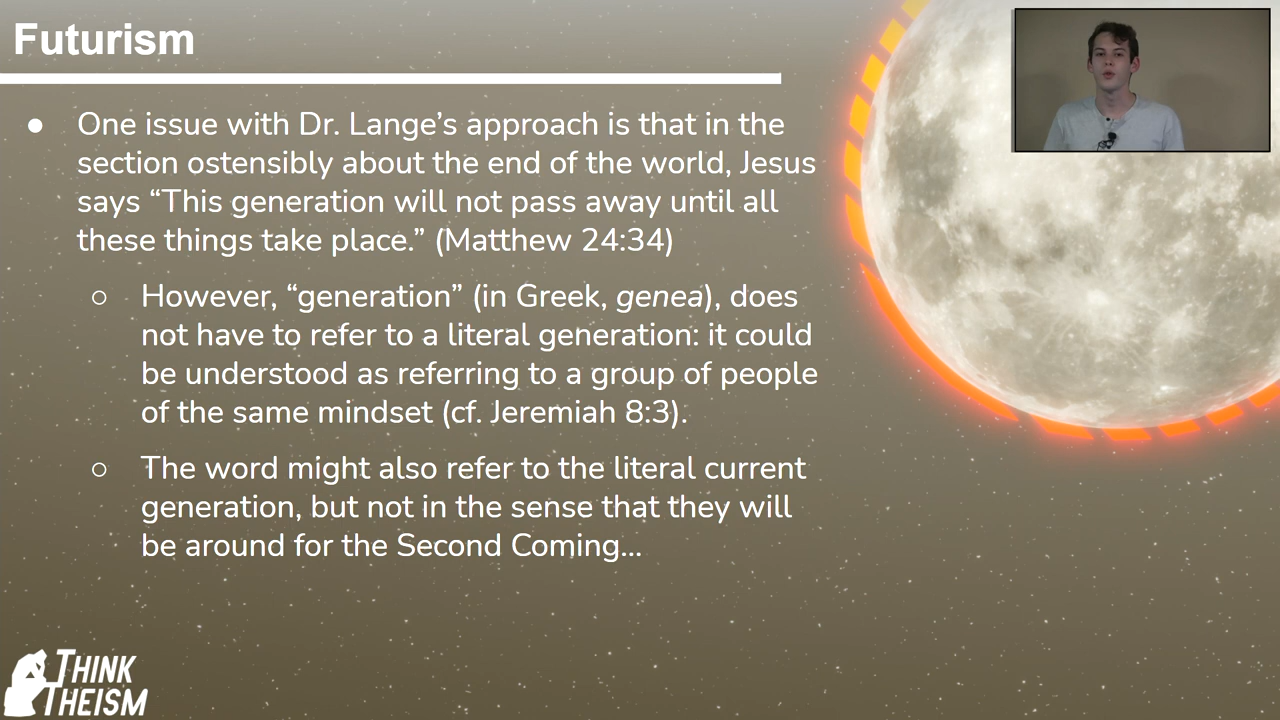 Futurism
● One issue with Dr. Lange’s approach is that in the
section ostensibly about the end of the world, Jesus
says “This generation will not pass away until all
these things take place.” (Matthew 24:34)
○ However, “generation” (in Greek, genea), does
not have to refer to a literal generation: it could
be understood as referring to a group of people
of the same mindset (cf. Jeremiah 8:3).
○ The word might also refer to the literal current
generation, but not in the sense that they will
be around for the Second Coming...
THINK
THEISM